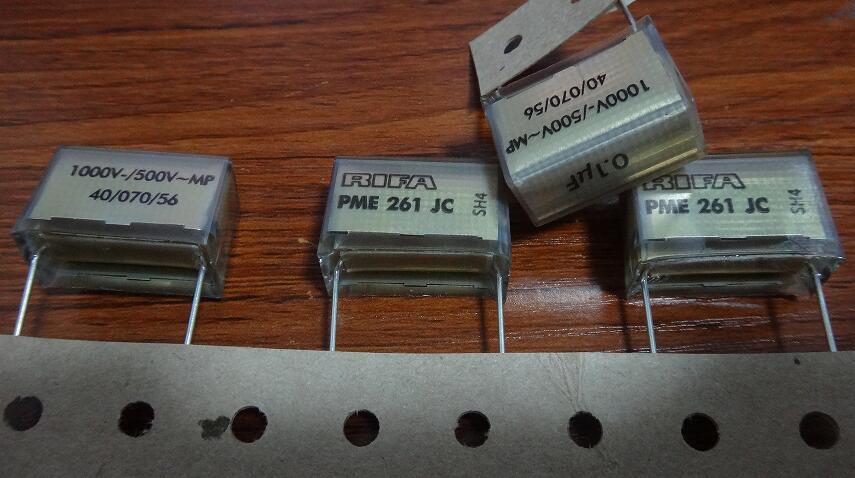 1000V-/500V~MP
40/070/56
RIFA
PME 261 JC
SH4
1000V-/500V~MP
40/070/56
0.1µF
RIFA
PME 261 JC
SH4